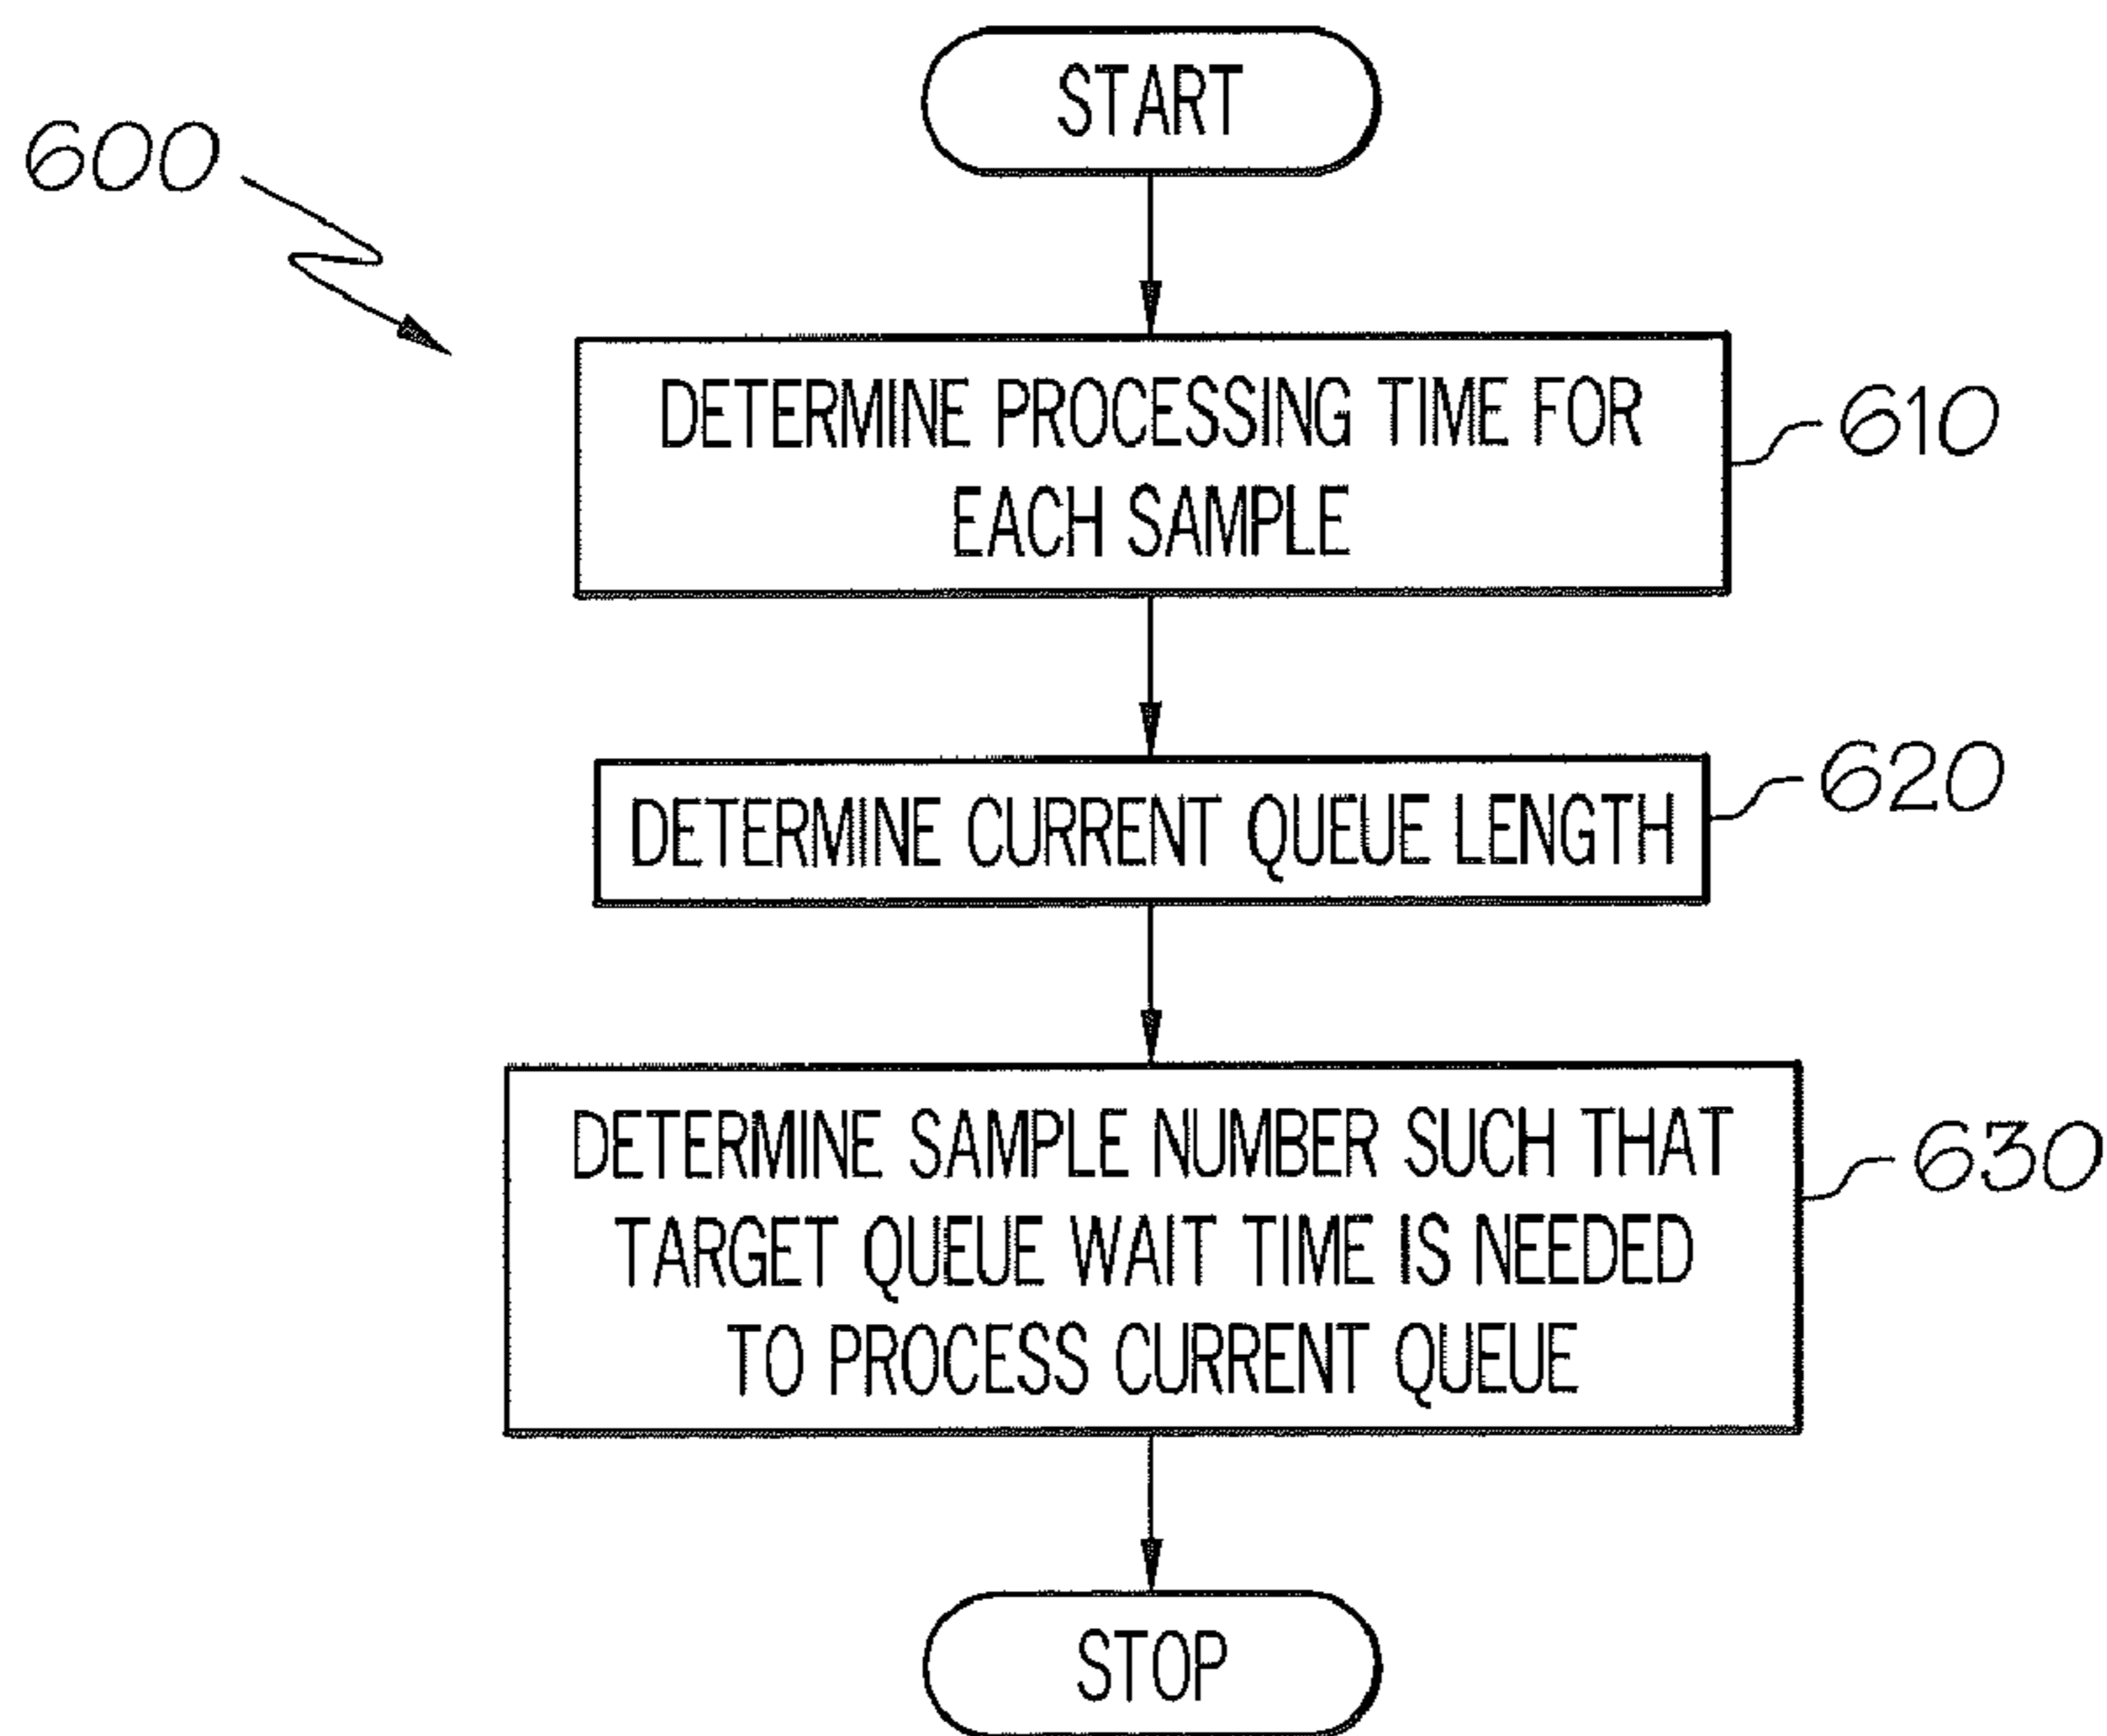 START
600
DETERMINE PROCESSING TIME FOR
EACH SAMPLE
610
DETERMINE CURRENT QUEUE LENGTH
620
DETERMINE SAMPLE NUMBER SUCH THAT
TARGET QUEUE WAIT TIME IS NEEDED
TO PROCESS CURRENT QUEUE
630
STOP